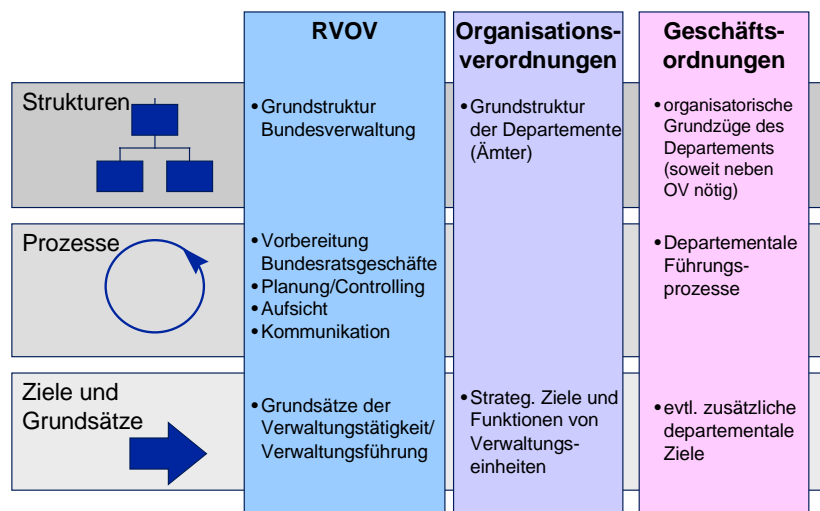 RVOV
Organisations-
verordnungen
Geschäfts-
ordnungen
Strukturen
• Grundstruktur
Bundesverwaltung
• Grundstruktur
der Departemente
(Ämter)
• organisatorische
Grundzüge des
Departements
(soweit neben
OV nötig)
Prozesse
• Vorbereitung
Bundesratsgeschäfte
• Planung/Controlling
• Aufsicht
• Kommunikation
• Departementale
Führungs-
prozesse
Ziele und
Grundsätze
• Grundsätze der
Verwaltungstätigkeit/
Verwaltungsführung
• Strateg. Ziele und
Funktionen von
Verwaltungs-
einheiten
• evtl. zusätzliche
departementale
Ziele